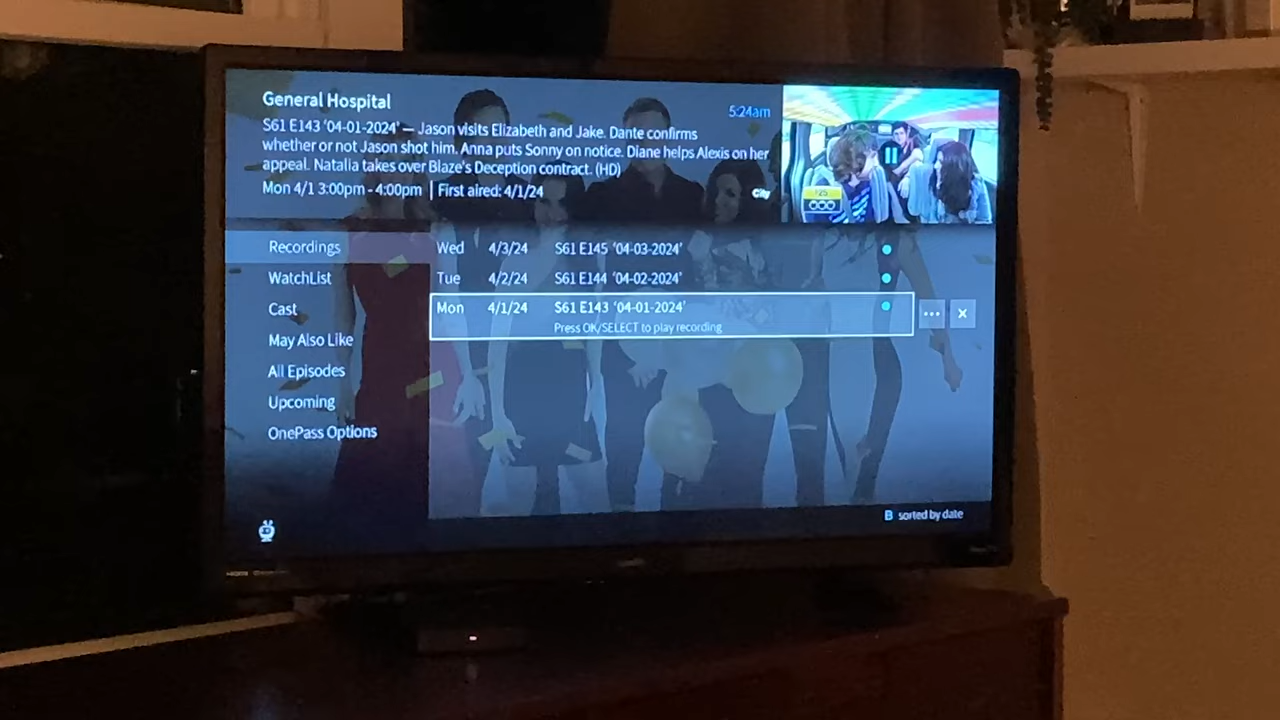 General Hospital
5:24am
S61 E143 '04-01-2024' — Jason visits Elizabeth and Jake. Dante confirms
whether or not Jason shot him. Anna puts Sonny on notice. Diane helps Alexis on her
appeal. Natalia takes over Blaze's Deception contract. (HD)
Mon 4/1 3:00pm - 4:00pm | First aired: 4/1/24
City
$25
Recordings
Wed 4/3/24 S61 E145 '04-03-2024'
WatchList
Tue 4/2/24 S61 E144 '04-02-2024'
Cast
Mon 4/1/24 S61 E143 '04-01-2024'
Press OK/SELECT to play recording
May Also Like
All Episodes
Upcoming
OnePass Options
B sorted by date
HDMI